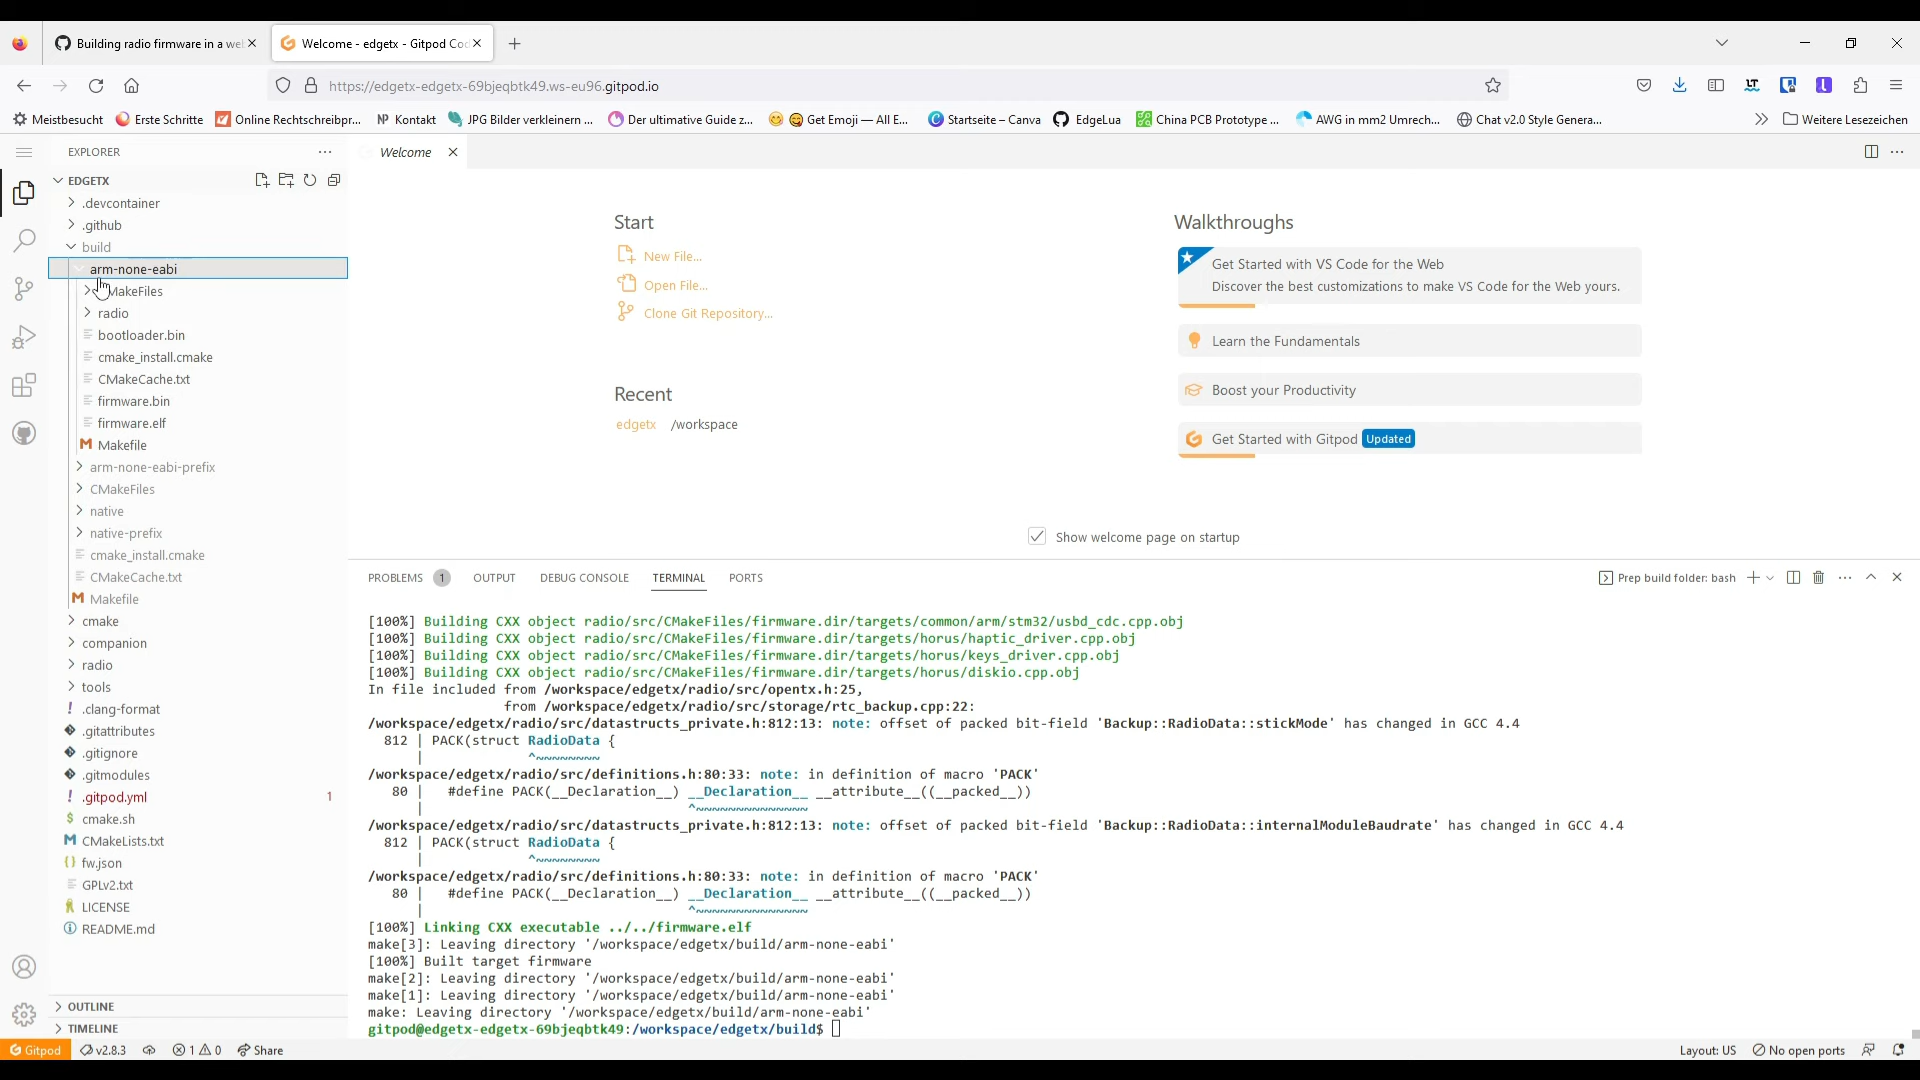 Building radio firmware in a we
Welcome - edgetx - Gitpod Co
https://edgetx-edgetx-69bjeqbtk49.ws-eu96.gitpod.io
Meistbesucht
Erste Schritte
Online Rechtschreibpr...
Kontakt
JPG Bilder verkleinern ...
Der ultimative Guide z...
Get Emoji — All E...
Startseite – Canva
EdgeLua
China PCB Prototype ...
AWG in mm2 Umrech...
Chat v2.0 Style Genera...
Weitere Lesezeichen
EXPLORER
Welcome
EDGETX
.devcontainer
.github
build
arm-none-eabi
MakeFiles
radio
bootloader.bin
cmake_install.cmake
CMakeCache.txt
firmware.bin
firmware.elf
Makefile
arm-none-eabi-prefix
CMakeFiles
native
native-prefix
cmake_install.cmake
CMakeCache.txt
Makefile
cmake
companion
radio
tools
.clang-format
.gitattributes
.gitignore
.gitmodules
.gitpod.yml 1
cmake.sh
CMakeLists.txt
fw.json
GPLv2.txt
LICENSE
README.md
OUTLINE
TIMELINE
Start
New File...
Open File...
Clone Git Repository...
Recent
edgetx /workspace
Walkthroughs
Get Started with VS Code for the Web
Discover the best customizations to make VS Code for the Web yours.
Learn the Fundamentals
Boost your Productivity
Get Started with Gitpod Updated
Show welcome page on startup
PROBLEMS 1 OUTPUT DEBUG CONSOLE TERMINAL PORTS
Prep build folder: bash
[100%] Building CXX object radio/src/CMakeFiles/firmware.dir/targets/common/arm/stm32/usbd_cdc.cpp.obj
[100%] Building CXX object radio/src/CMakeFiles/firmware.dir/targets/horus/haptic_driver.cpp.obj
[100%] Building CXX object radio/src/CMakeFiles/firmware.dir/targets/horus/keys_driver.cpp.obj
[100%] Building CXX object radio/src/CMakeFiles/firmware.dir/targets/horus/diskio.cpp.obj
In file included from /workspace/edgetx/radio/src/opentx.h:25,
from /workspace/edgetx/radio/src/storage/rtc_backup.cpp:22:
/workspace/edgetx/radio/src/datastructs_private.h:812:13: note: offset of packed bit-field 'Backup::RadioData::stickMode' has changed in GCC 4.4
812 | PACK(struct RadioData {
| ^~~~~~~~~
/workspace/edgetx/radio/src/definitions.h:80:33: note: in definition of macro 'PACK'
80 | #define PACK(__Declaration__) __Declaration__ __attribute__((__packed__))
| ^~~~~~~~~~~~~~~
/workspace/edgetx/radio/src/datastructs_private.h:812:13: note: offset of packed bit-field 'Backup::RadioData::internalModuleBaudrate' has changed in GCC 4.4
812 | PACK(struct RadioData {
| ^~~~~~~~~
/workspace/edgetx/radio/src/definitions.h:80:33: note: in definition of macro 'PACK'
80 | #define PACK(__Declaration__) __Declaration__ __attribute__((__packed__))
| ^~~~~~~~~~~~~~~
[100%] Linking CXX executable ../../firmware.elf
make[3]: Leaving directory '/workspace/edgetx/build/arm-none-eabi'
[100%] Built target firmware
make[2]: Leaving directory '/workspace/edgetx/build/arm-none-eabi'
make[1]: Leaving directory '/workspace/edgetx/build/arm-none-eabi'
make: Leaving directory '/workspace/edgetx/build/arm-none-eabi'
gitpod@edgetx-edgetx-69bjeqbtk49:/workspace/edgetx/build$
Gitpod
v2.8.3
1 0
Share
Layout: US
No open ports